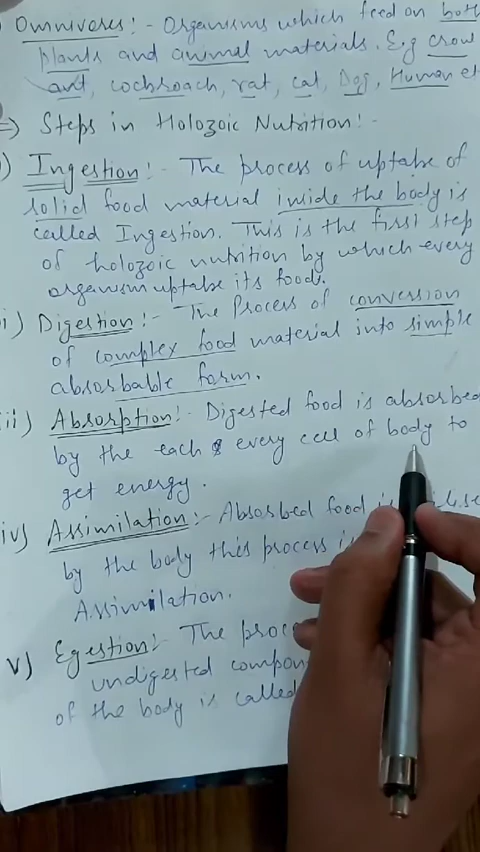 Omnivores:- Organisms which feed on both
plants and animal materials. E.g crow
ant, cockroach, rat, cat, Dog, Human et
=> Steps in Holozoic Nutrition:-
) Ingestion:- The process of uptake of
solid food material inside the body is
called Ingestion. This is the first step
of holozoic nutrition by which every
organism uptake its food.
i) Digestion:- The Process of conversion
of complex food material into simple
absorbable form.
iii) Absorption:- Digested food is absorbed
by the each & every cell of body to
get energy.
iv) Assimilation:- Absorbed food
by the body this process
Assimilation.
v) Egestion:- The
undigested
of the body is called